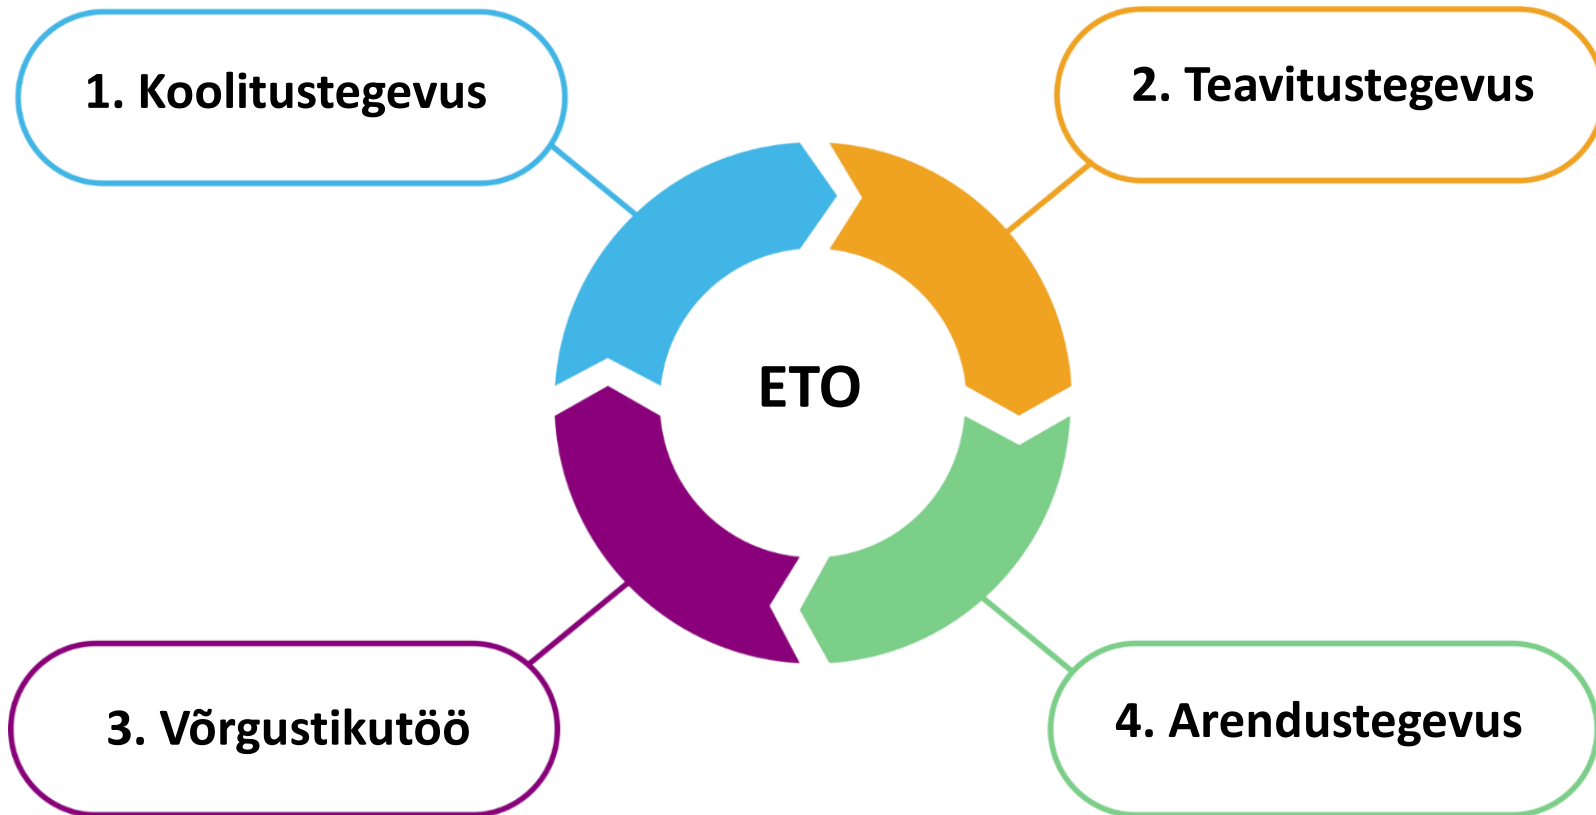 1. Koolitustegevus
2. Teavitustegevus
ETO
3. Võrgustikutöö
4. Arendustegevus